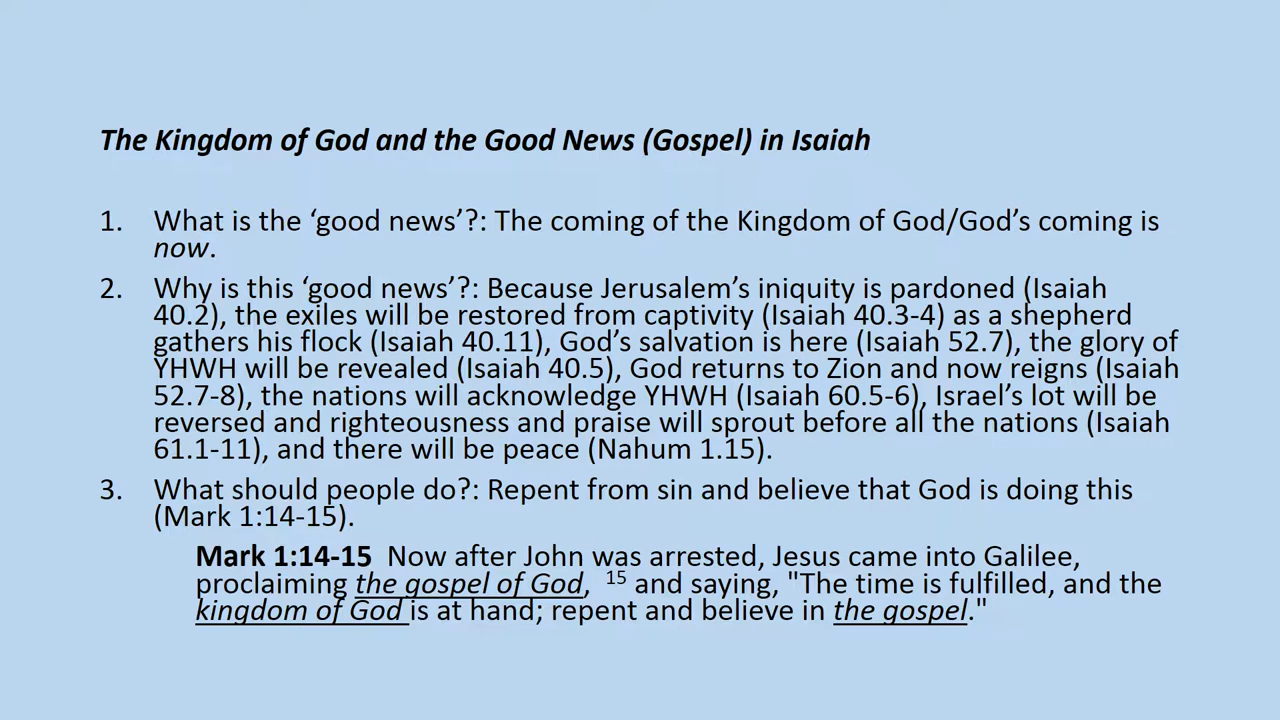 The Kingdom of God and the Good News (Gospel) in Isaiah
1. What is the ‘good news’?: The coming of the Kingdom of God/God’s coming is
now.
2. Why is this ‘good news’?: Because Jerusalem’s iniquity is pardoned (Isaiah
40.2), the exiles will be restored from captivity (Isaiah 40.3-4) as a shepherd
gathers his flock (Isaiah 40.11), God’s salvation is here (Isaiah 52.7), the glory of
YHWH will be revealed (Isaiah 40.5), God returns to Zion and now reigns (Isaiah
52.7-8), the nations will acknowledge YHWH (Isaiah 60.5-6), Israel’s lot will be
reversed and righteousness and praise will sprout before all the nations (Isaiah
61.1-11), and there will be peace (Nahum 1.15).
3. What should people do?: Repent from sin and believe that God is doing this
(Mark 1:14-15).
Mark 1:14-15 Now after John was arrested, Jesus came into Galilee,
proclaiming the gospel of God, 15 and saying, "The time is fulfilled, and the
kingdom of God is at hand; repent and believe in the gospel."